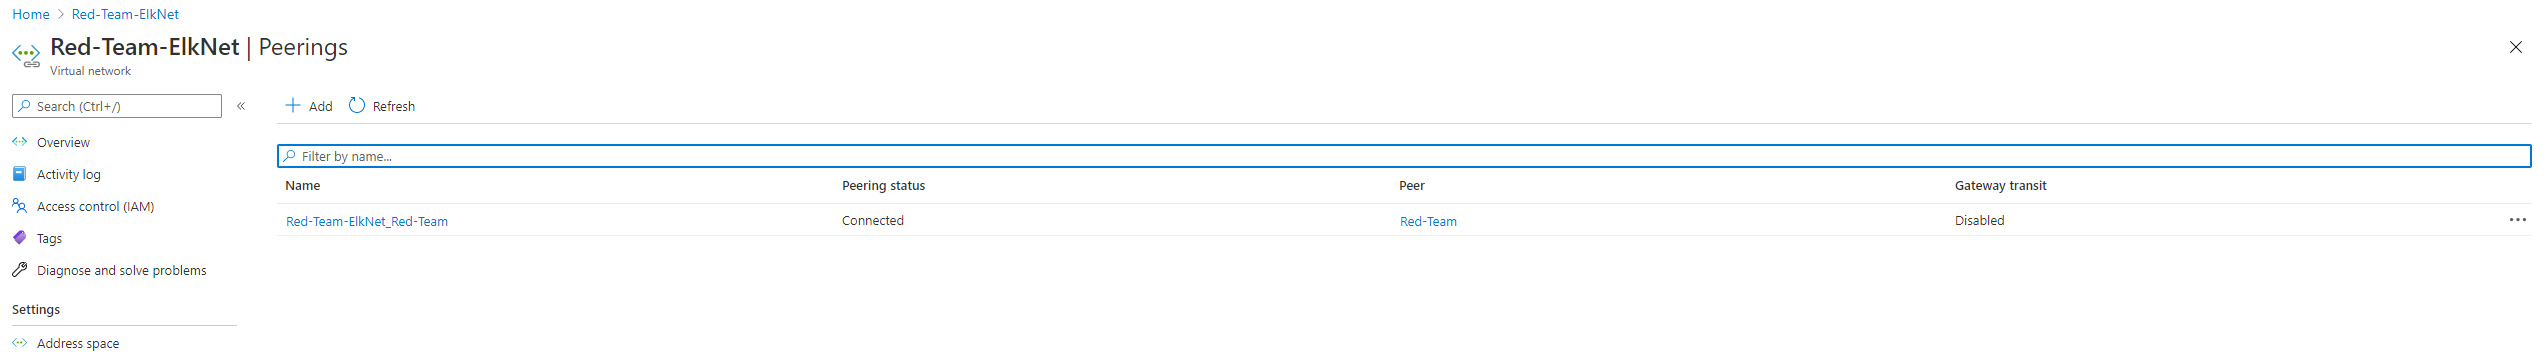 Home > Red-Team-ElkNet
Red-Team-ElkNet | Peerings
Virtual network
Search (Ctrl+/)
«
Add Refresh
Overview
Activity log
Access control (IAM)
Tags
Diagnose and solve problems
Settings
Address space
Filter by name...
Name Peering status Peer Gateway transit
Red-Team-ElkNet_Red-Team Connected Red-Team Disabled